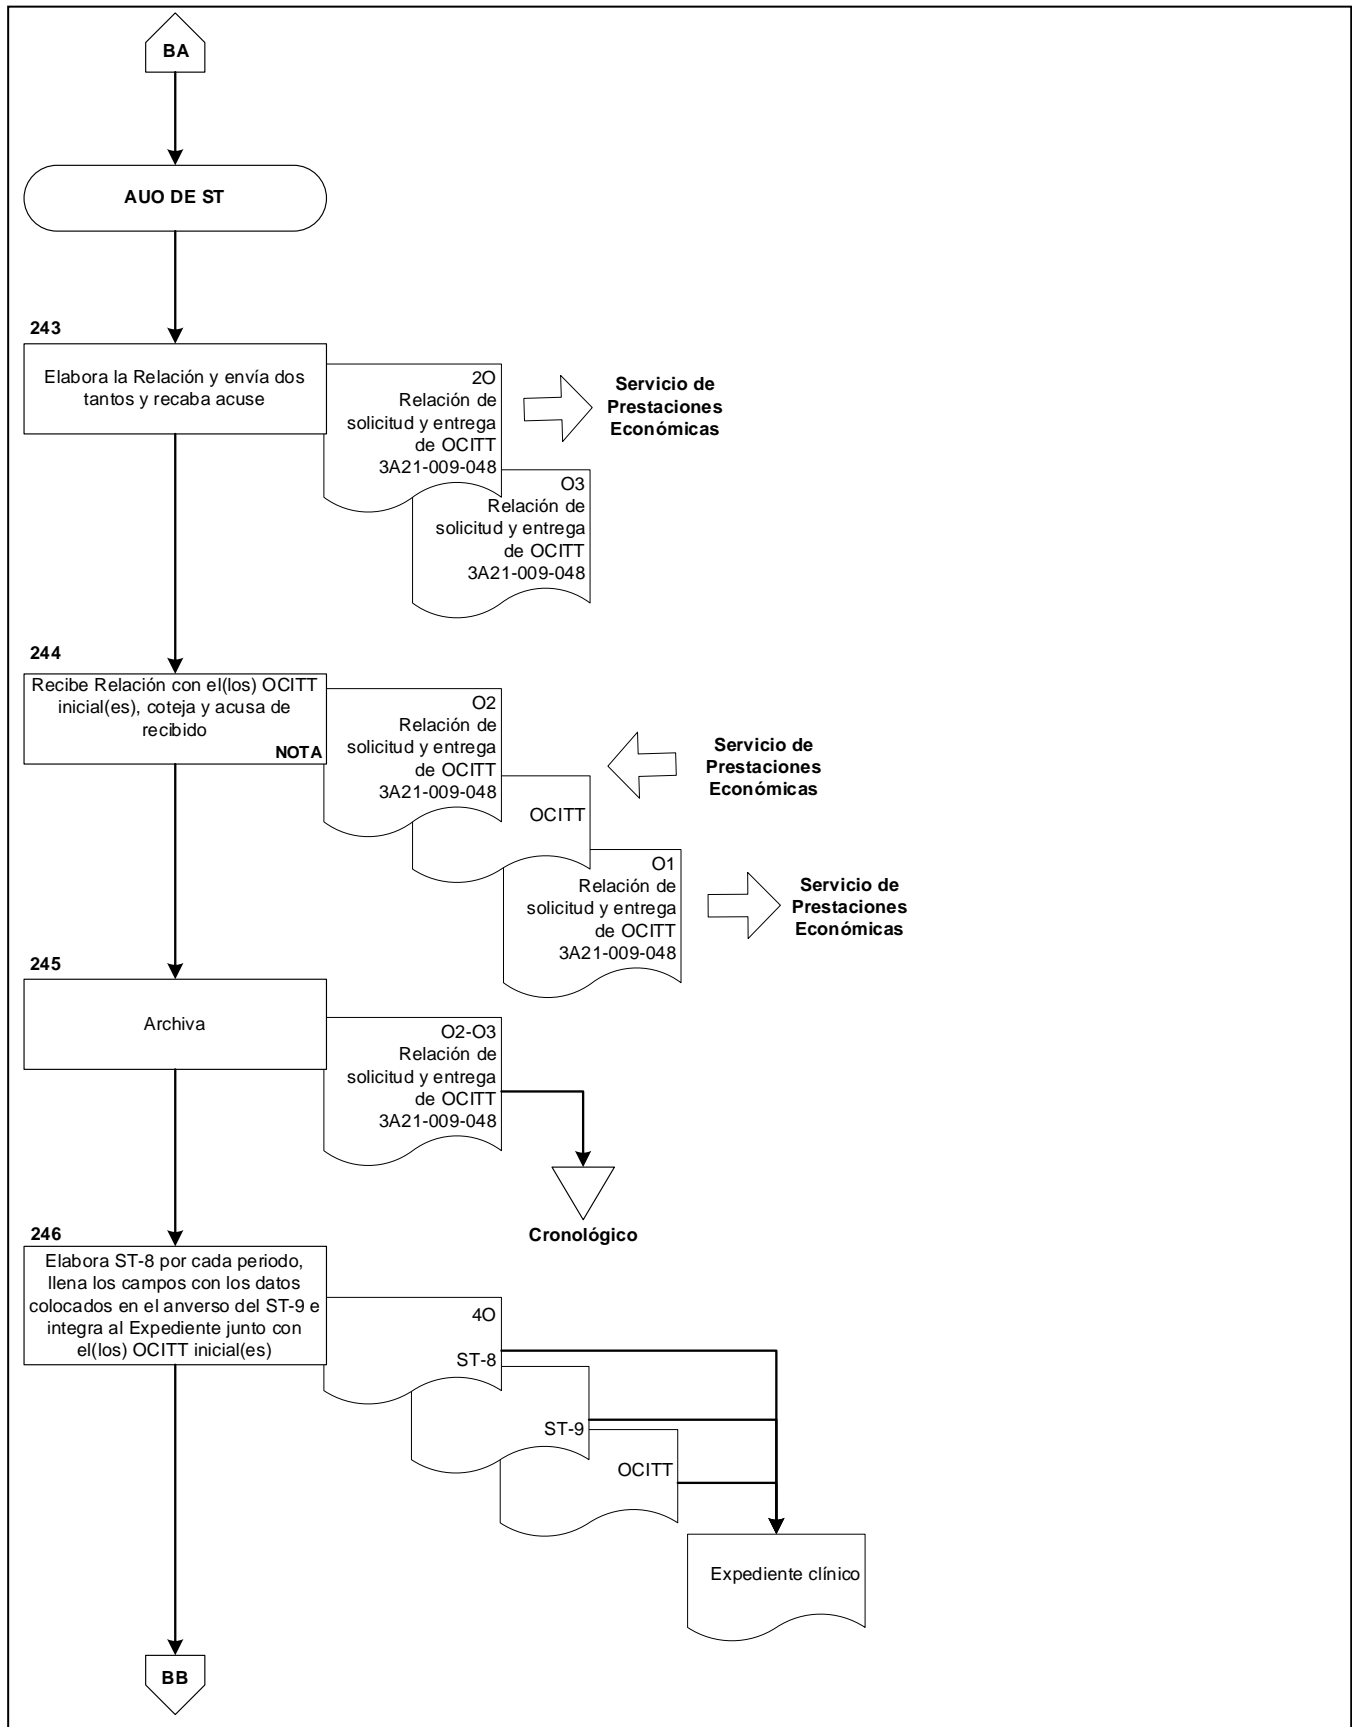 BA
AUO DE ST
243
Elabora la Relación y envía dos
tantos y recaba acuse
2O
Relación de
solicitud y entrega
de OCITT
3A21-009-048
Servicio de
Prestaciones
Económicas
O3
Relación de
solicitud y entrega
de OCITT
3A21-009-048
244
Recibe Relación con el(los) OCITT
inicial(es), coteja y acusa de
recibido
NOTA
O2
Relación de
solicitud y entrega
de OCITT
3A21-009-048
Servicio de
Prestaciones
Económicas
OCITT
O1
Relación de
solicitud y entrega
de OCITT
3A21-009-048
Servicio de
Prestaciones
Económicas
245
Archiva
O2-O3
Relación de
solicitud y entrega
de OCITT
3A21-009-048
Cronológico
246
Elabora ST-8 por cada periodo,
llena los campos con los datos
colocados en el anverso del ST-9 e
integra al Expediente junto con
el(los) OCITT inicial(es)
4O
ST-8
ST-9
OCITT
Expediente clínico
BB